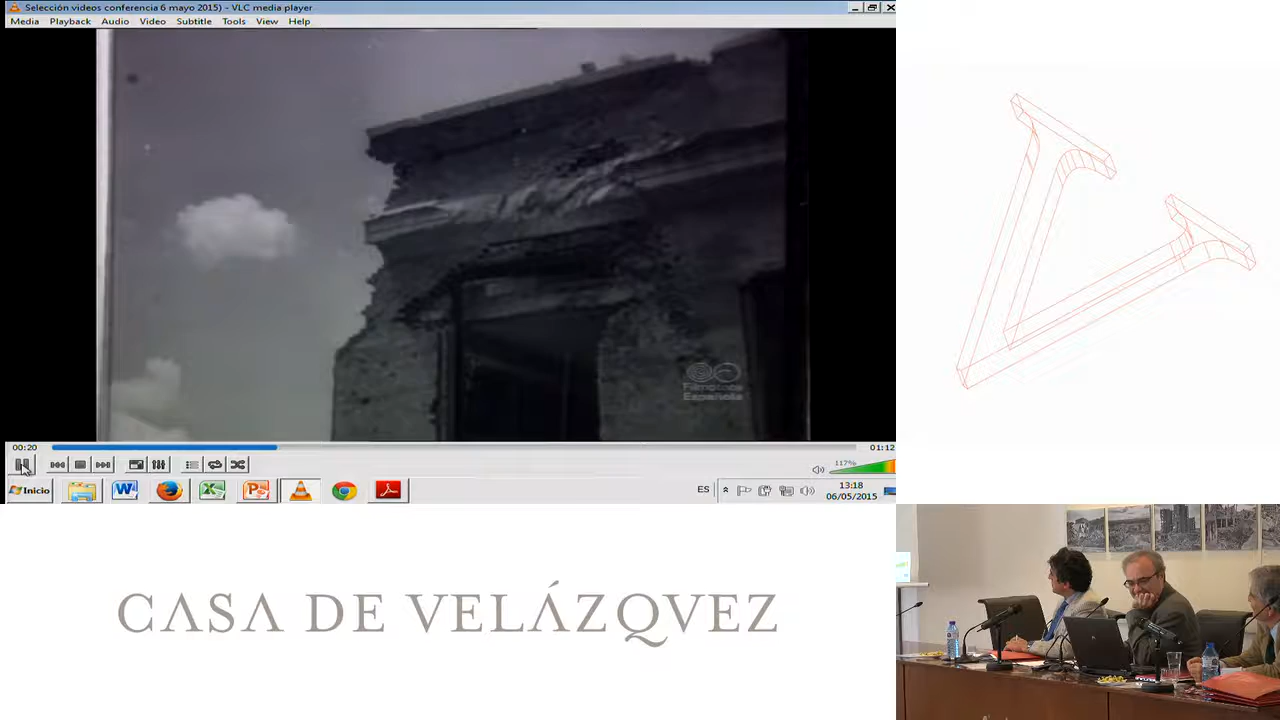 Selección videos conferencia 6 mayo 2015) - VLC media player
Media Playback Audio Video Subtitle Tools View Help
Filmoteca
Española
00:20
01:12
117%
Inicio
ES
13:18
06/05/2015
CASA DE VELÁZQVEZ